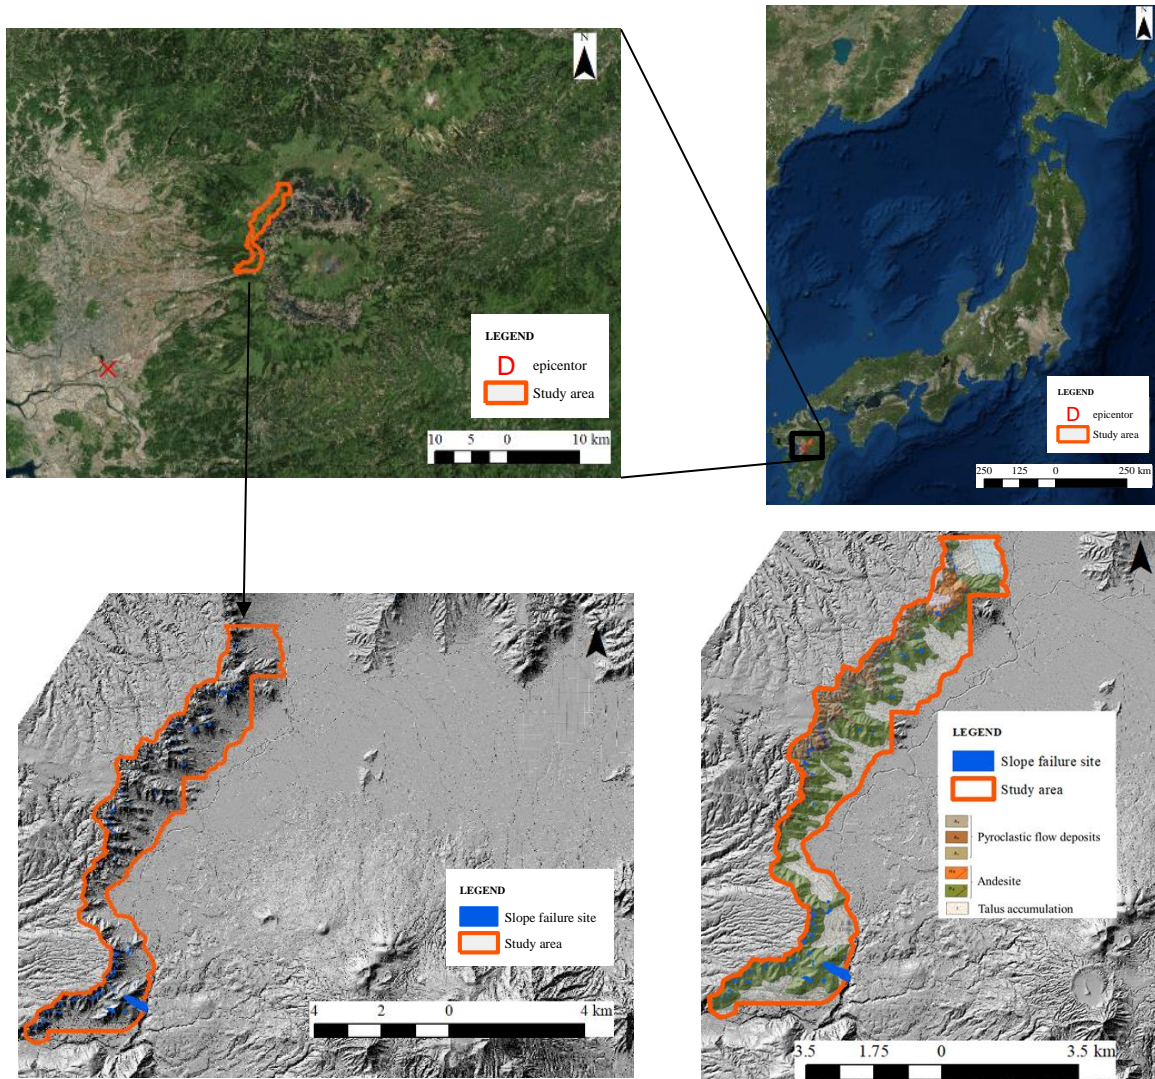 N
LEGEND
D epicentor
Study area
10 5 0 10 km
N
LEGEND
D epicentor
Study area
250 125 0 250 km
LEGEND
Slope failure site
Study area
4 2 0 4 km
LEGEND
Slope failure site
Study area
Pyroclastic flow deposits
Andesite
Talus accumulation
3.5 1.75 0 3.5 km